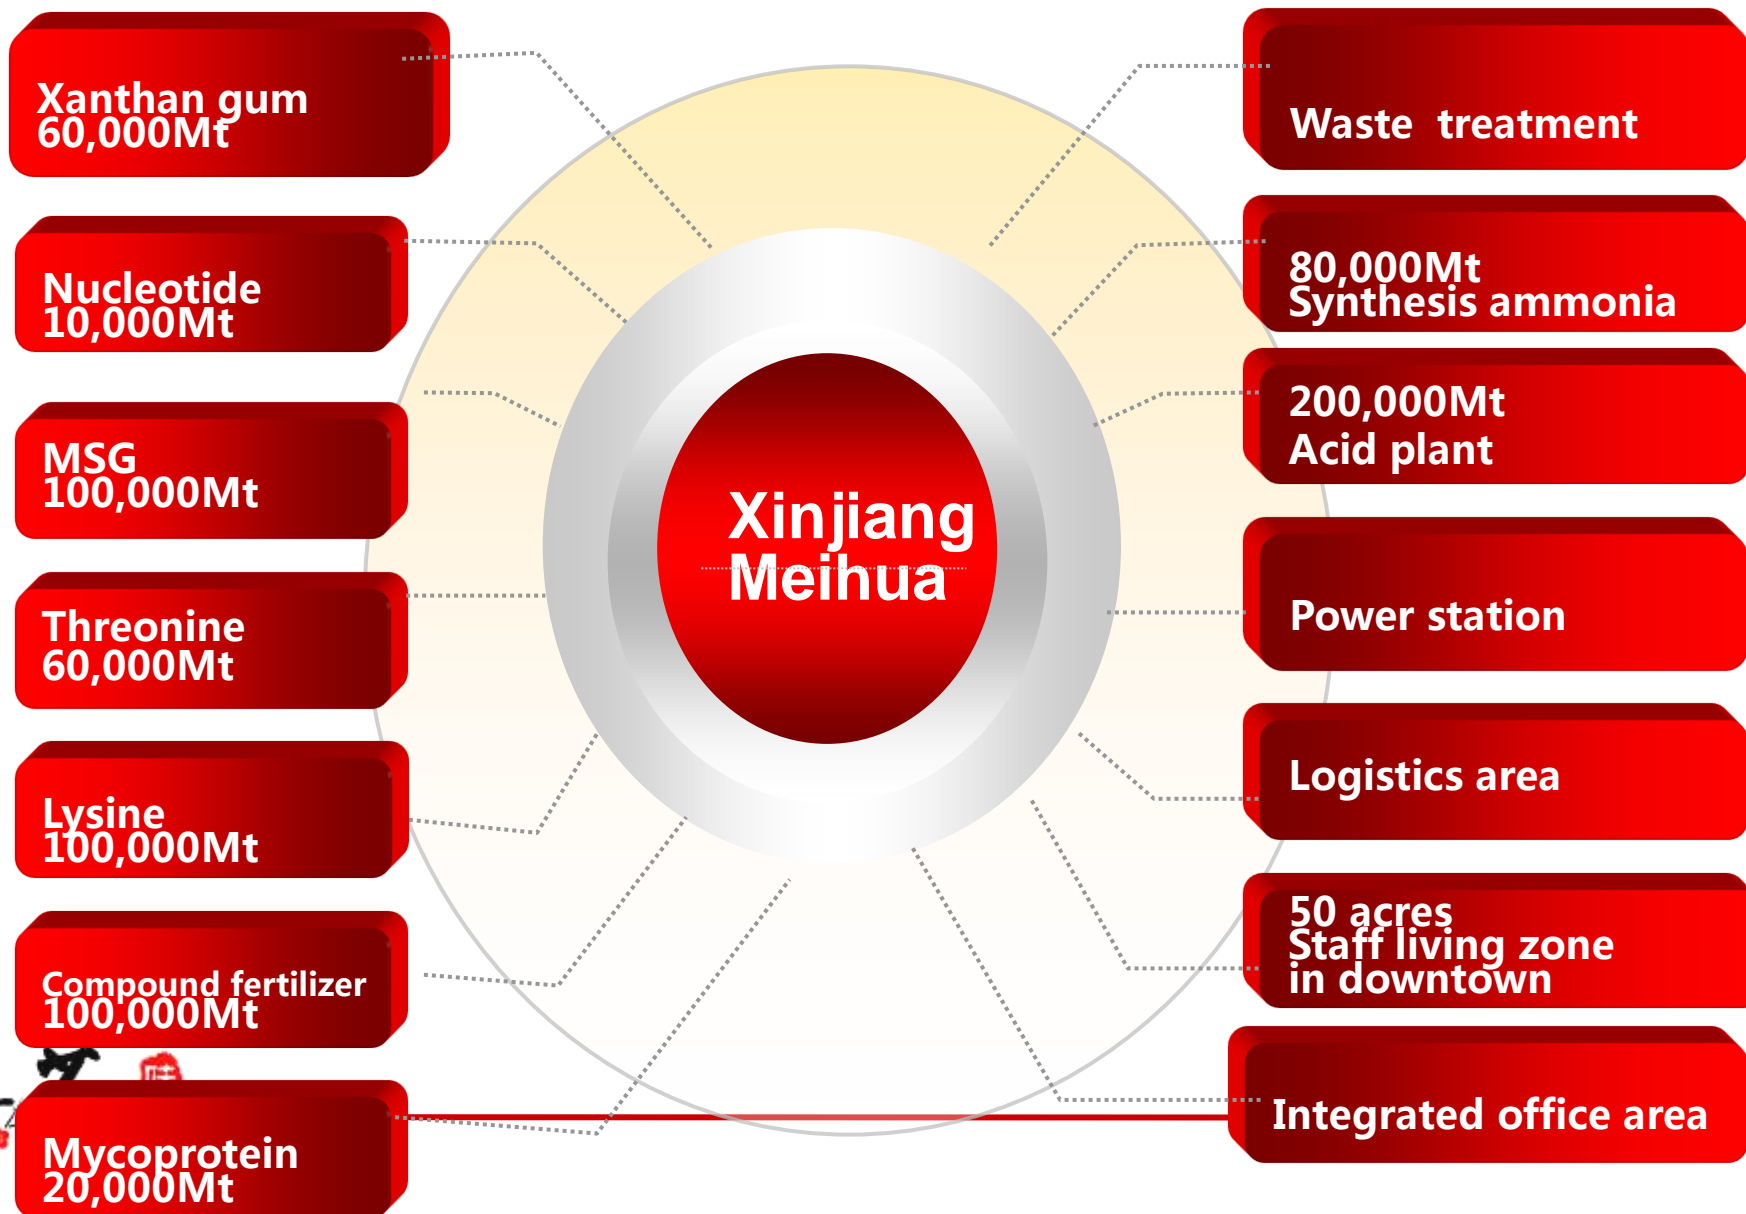 Xanthan gum
60,000Mt
Nucleotide
10,000Mt
MSG
100,000Mt
Threonine
60,000Mt
Lysine
100,000Mt
Compound fertilizer
100,000Mt
Mycoprotein
20,000Mt
Xinjiang
Meihua
Waste  treatment
80,000Mt
Synthesis ammonia
200,000Mt
Acid plant
Power station
Logistics area
50 acres
Staff living zone
in downtown
Integrated office area